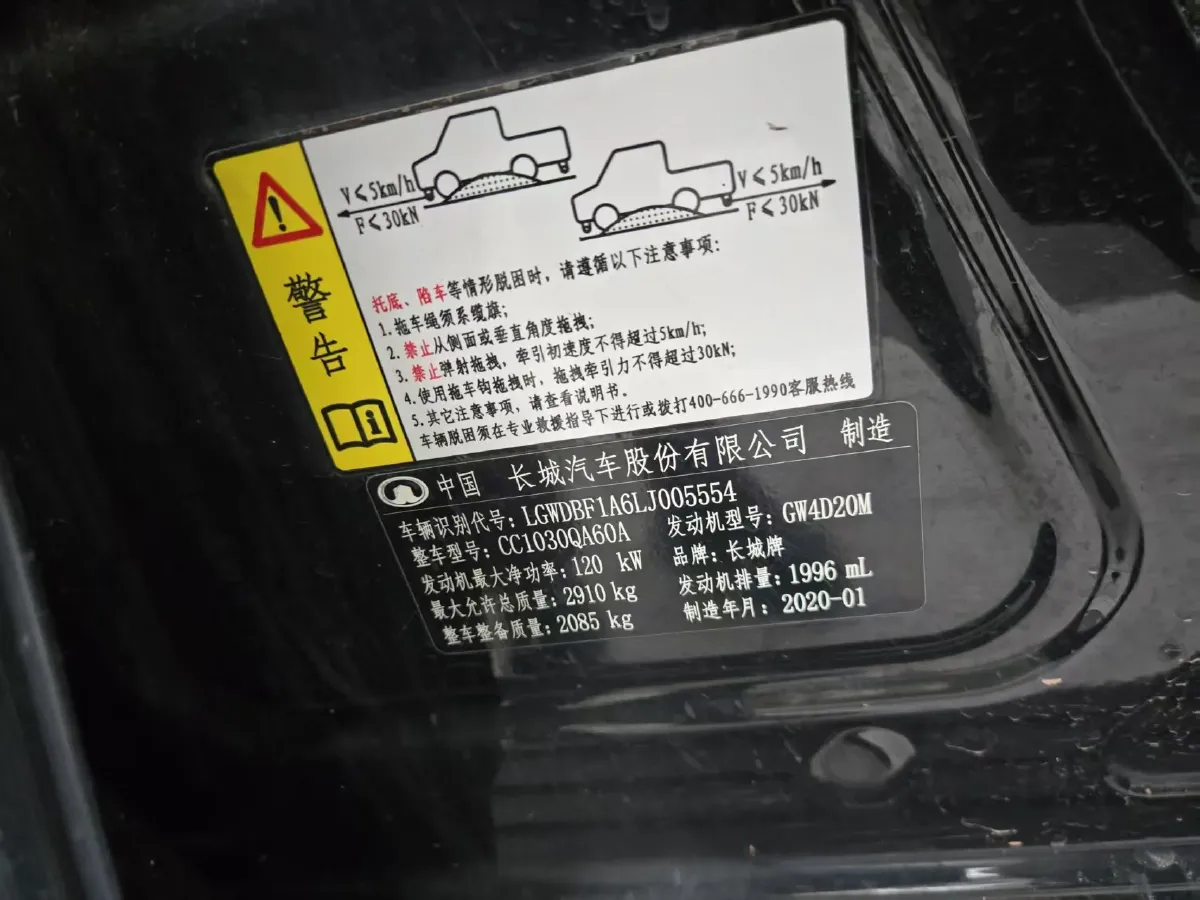 V≤5km/h
F≤30kN
V≤5km/h
F≤30kN
警告
托底、陷车等情形脱困时，请遵循以下注意事项：
1.拖车绳须系缆旗；
2.禁止从侧面或垂直角度拖拽；
3.禁止弹射拖拽，牵引初速度不得超过5km/h；
4.使用拖车钩拖拽时，拖拽牵引力不得超过30kN；
5.其它注意事项，请查看说明书。
车辆脱困须在专业救援指导下进行或拨打400-666-1990客服热线
中国 长城汽车股份有限公司 制造
车辆识别代号：LGWDBF1A6LJ005554
整车型号：CC1030QA60A 发动机型号：GW4D20M
发动机最大净功率：120 kW 品牌：长城牌
最大允许总质量：2910 kg 发动机排量：1996 mL
整车整备质量：2085 kg 制造年月：2020-01